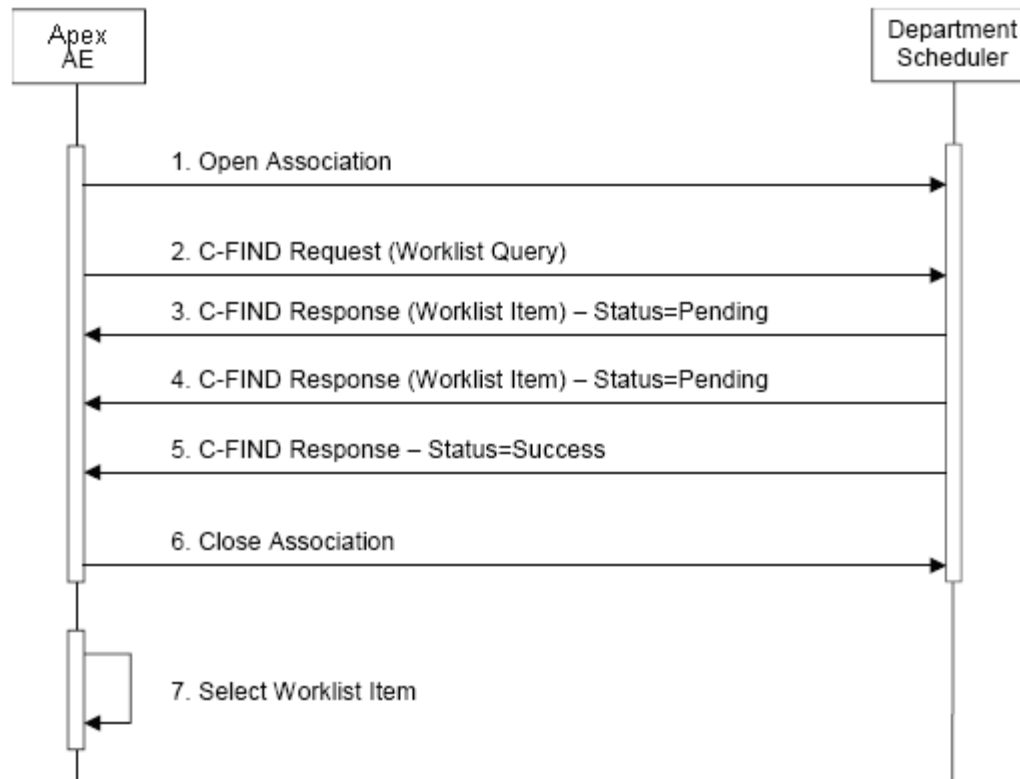 Apex
AE
Department
Scheduler
1. Open Association
2. C-FIND Request (Worklist Query)
3. C-FIND Response (Worklist Item) – Status=Pending
4. C-FIND Response (Worklist Item) – Status=Pending
5. C-FIND Response – Status=Success
6. Close Association
7. Select Worklist Item